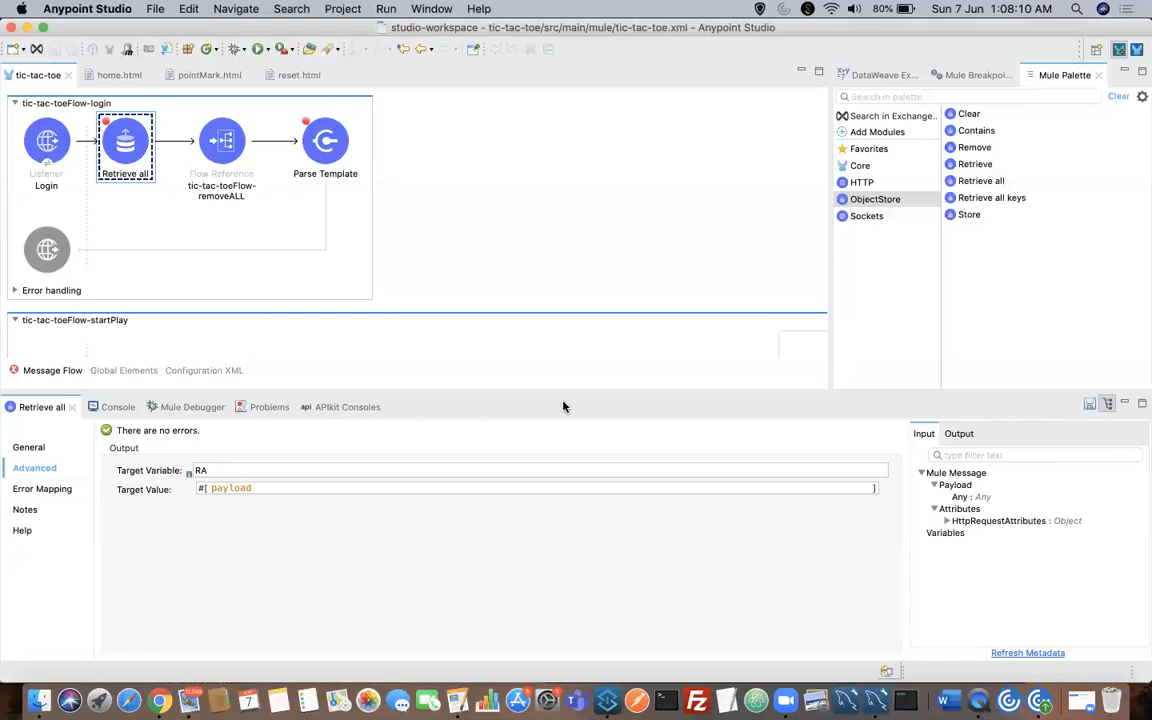 Anypoint Studio File Edit Navigate Search Project Run Window Help 80% Sun 7 Jun 1:08:10 AM
studio-workspace - tic-tac-toe/src/main/mule/tic-tac-toe.xml - Anypoint Studio
tic-tac-toe home.html pointMark.html reset.html
DataWeave Ex... Mule Breakpoi... Mule Palette
Search in palette Clear
tic-tac-toeFlow-login
Listener
Login
Retrieve all
Flow Reference
tic-tac-toeFlow-
removeALL
Parse Template
Error handling
tic-tac-toeFlow-startPlay
Message Flow Global Elements Configuration XML
Search in Exchange...
Add Modules
Favorites
Core
HTTP
ObjectStore
Sockets
Clear
Contains
Remove
Retrieve
Retrieve all
Retrieve all keys
Store
Retrieve all Console Mule Debugger Problems api APIkit Consoles
General
Advanced
Error Mapping
Notes
Help
There are no errors.
Output
Target Variable: RA
Target Value: #[ payload ]
Input Output
type filter text
Mule Message
Payload
Any : Any
Attributes
HttpRequestAttributes : Object
Variables
Refresh Metadata